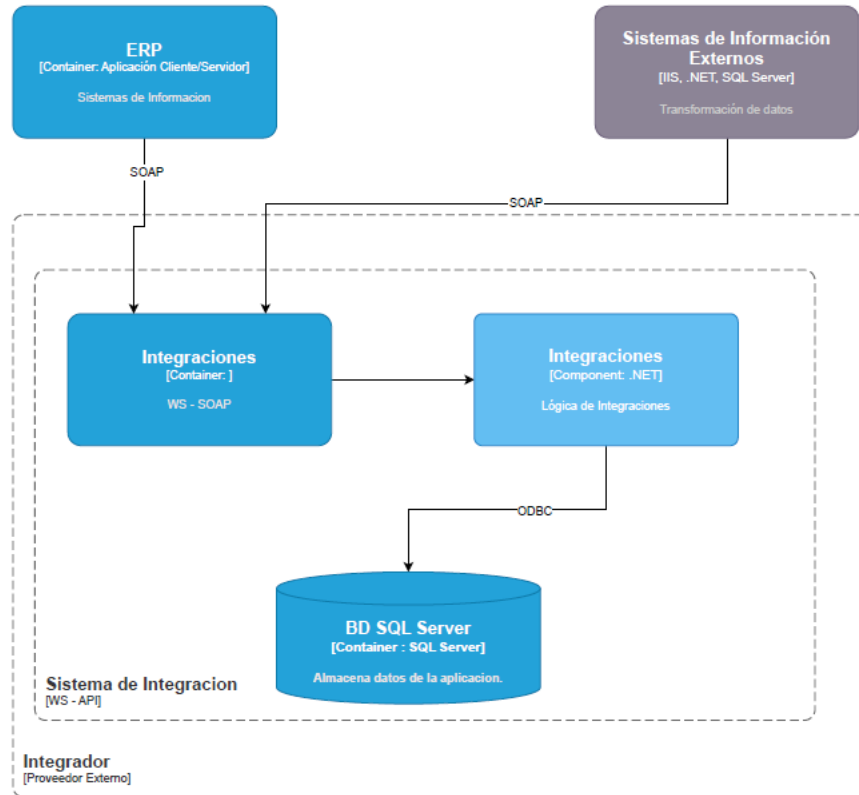 ERP
[Container: Aplicación Cliente/Servidor]
Sistemas de Informacion
Sistemas de Información
Externos
[IIS, .NET, SQL Server]
Transformación de datos
SOAP
SOAP
Integraciones
[Container: ]
WS - SOAP
Integraciones
[Component: .NET]
Lógica de Integraciones
ODBC
BD SQL Server
[Container : SQL Server]
Almacena datos de la aplicacion.
Sistema de Integracion
[WS - API]
Integrador
[Proveedor Externo]